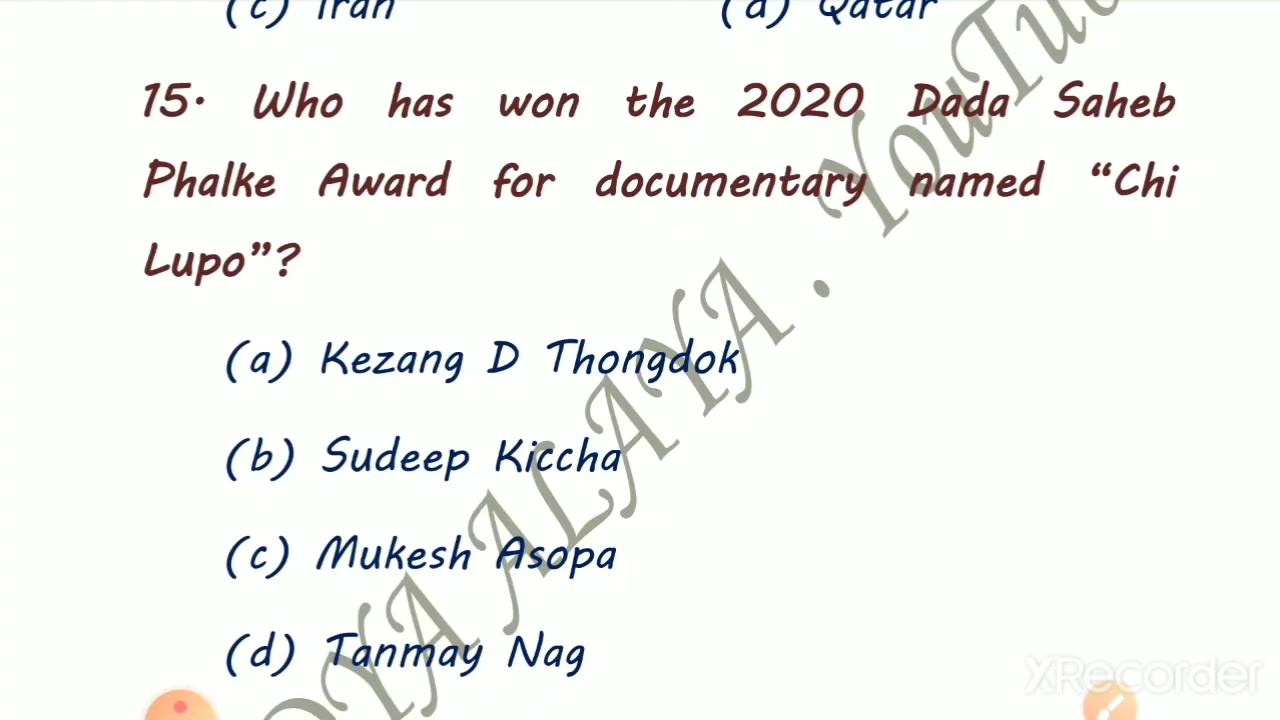 (c) Iran (d) Qatar
15. Who has won the 2020 Dada Saheb
Phalke Award for documentary named “Chi
Lupo”?
(a) Kezang D Thongdok
(b) Sudeep Kiccha
(c) Mukesh Asopa
(d) Tanmay Nag
ALAYA . YouTu
XRecorder